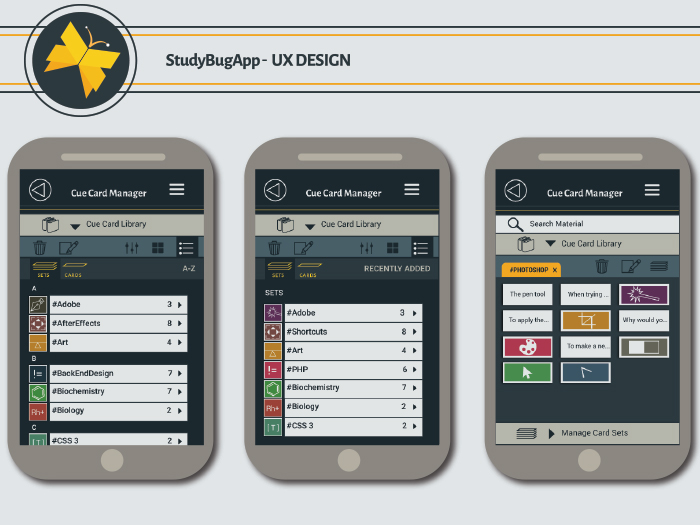 StudyBugApp - UX DESIGN
Cue Card Manager
Cue Card Library
SETS
CARDS
A-Z
A
#Adobe 3
#AfterEffects 8
#Art 4
B
!= #BackEndDesign 7
#Biochemistry 7
Rh+ #Biology 2
C
[T] #CSS 3 2
Cue Card Manager
Cue Card Library
SETS
CARDS
RECENTLY ADDED
SETS
#Adobe 3
#Shortcuts 8
#Art 4
!= #PHP 6
#Biochemistry 7
Rh+ #Biology 2
[T] #CSS 3 2
Cue Card Manager
Search Material
Cue Card Library
#PHOTOSHOP x
The pen tool
When trying ...
To apply the...
Why would yo...
To make a ne...
Manage Card Sets